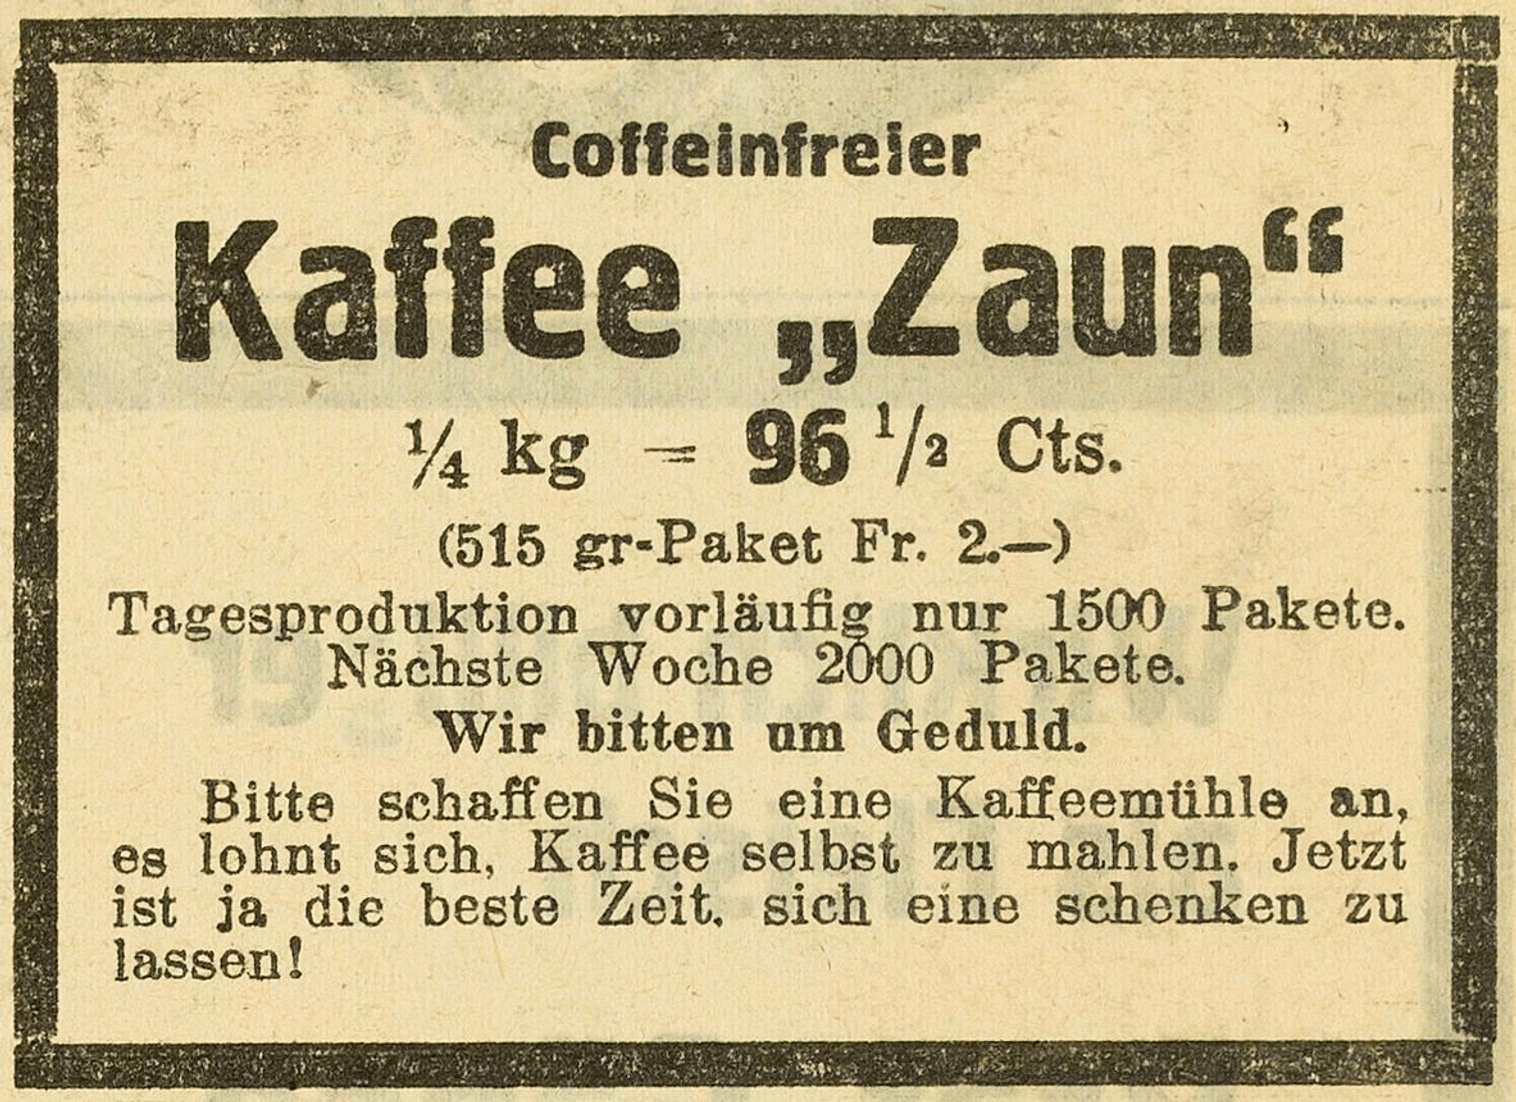 Coffeinfreier
Kaffee „Zaun“
¼ kg = 96 ½ Cts.
(515 gr-Paket Fr. 2.—)
Tagesproduktion vorläufig nur 1500 Pakete.
Nächste Woche 2000 Pakete.
Wir bitten um Geduld.
Bitte schaffen Sie eine Kaffeemühle an,
es lohnt sich, Kaffee selbst zu mahlen. Jetzt
ist ja die beste Zeit, sich eine schenken zu
lassen!